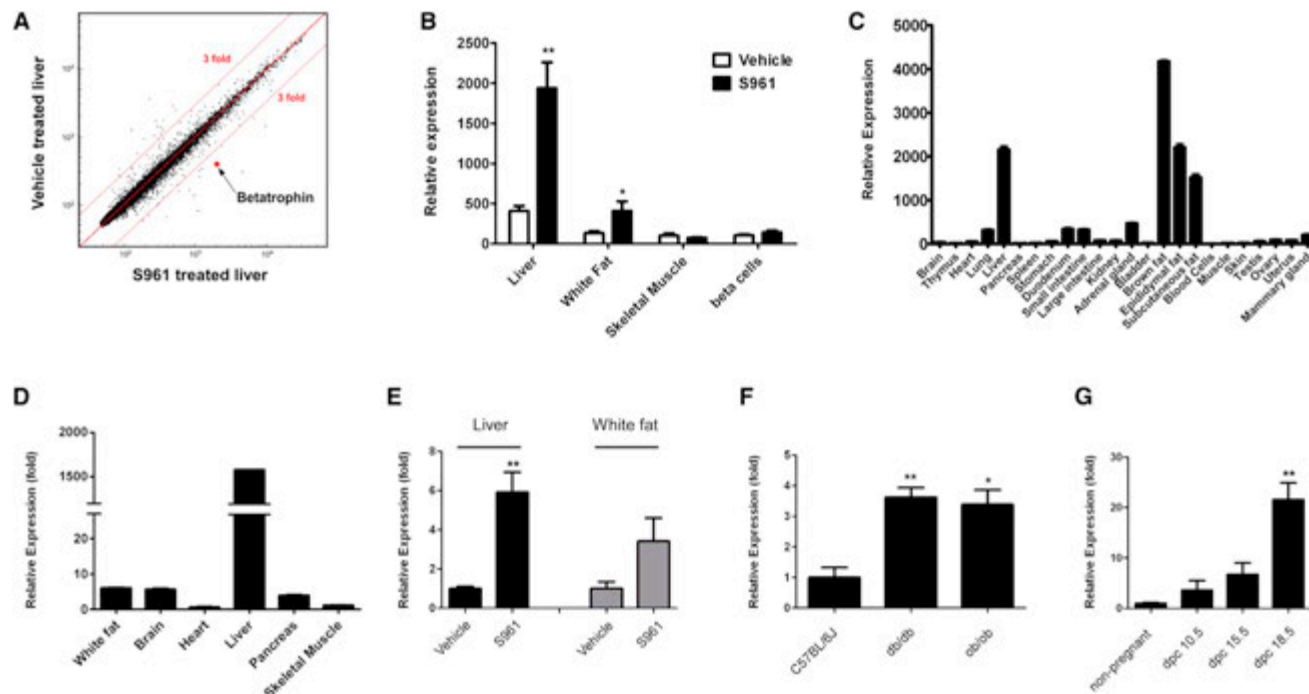 A
Vehicle treated liver
3 fold
3 fold
Betatrophin
S961 treated liver
B
Relative expression
2500
2000
1500
1000
500
0
**
*
Vehicle
S961
Liver
White Fat
Skeletal Muscle
beta cells
C
Relative Expression
5000
4000
3000
2000
1000
0
Brain
Thymus
Heart
Lung
Liver
Pancreas
Spleen
Stomach
Duodenum
Small intestine
Large intestine
Kidney
Adrenal gland
Bladder
Brown fat
Epididymal fat
Subcutaneous fat
Blood Cells
Muscle
Skin
Testis
Ovary
Uterus
Mammary gland
D
Relative Expression (fold)
2000
1500
20
10
0
White fat
Brain
Heart
Liver
Pancreas
Skeletal Muscle
E
Liver
White fat
Relative Expression (fold)
8
6
4
2
0
**
Vehicle
S961
Vehicle
S961
F
Relative Expression (fold)
5
4
3
2
1
0
**
*
C57BL/6J
db/db
ob/ob
G
Relative Expression (fold)
30
20
10
0
**
non-pregnant
dpc 10.5
dpc 15.5
dpc 18.5